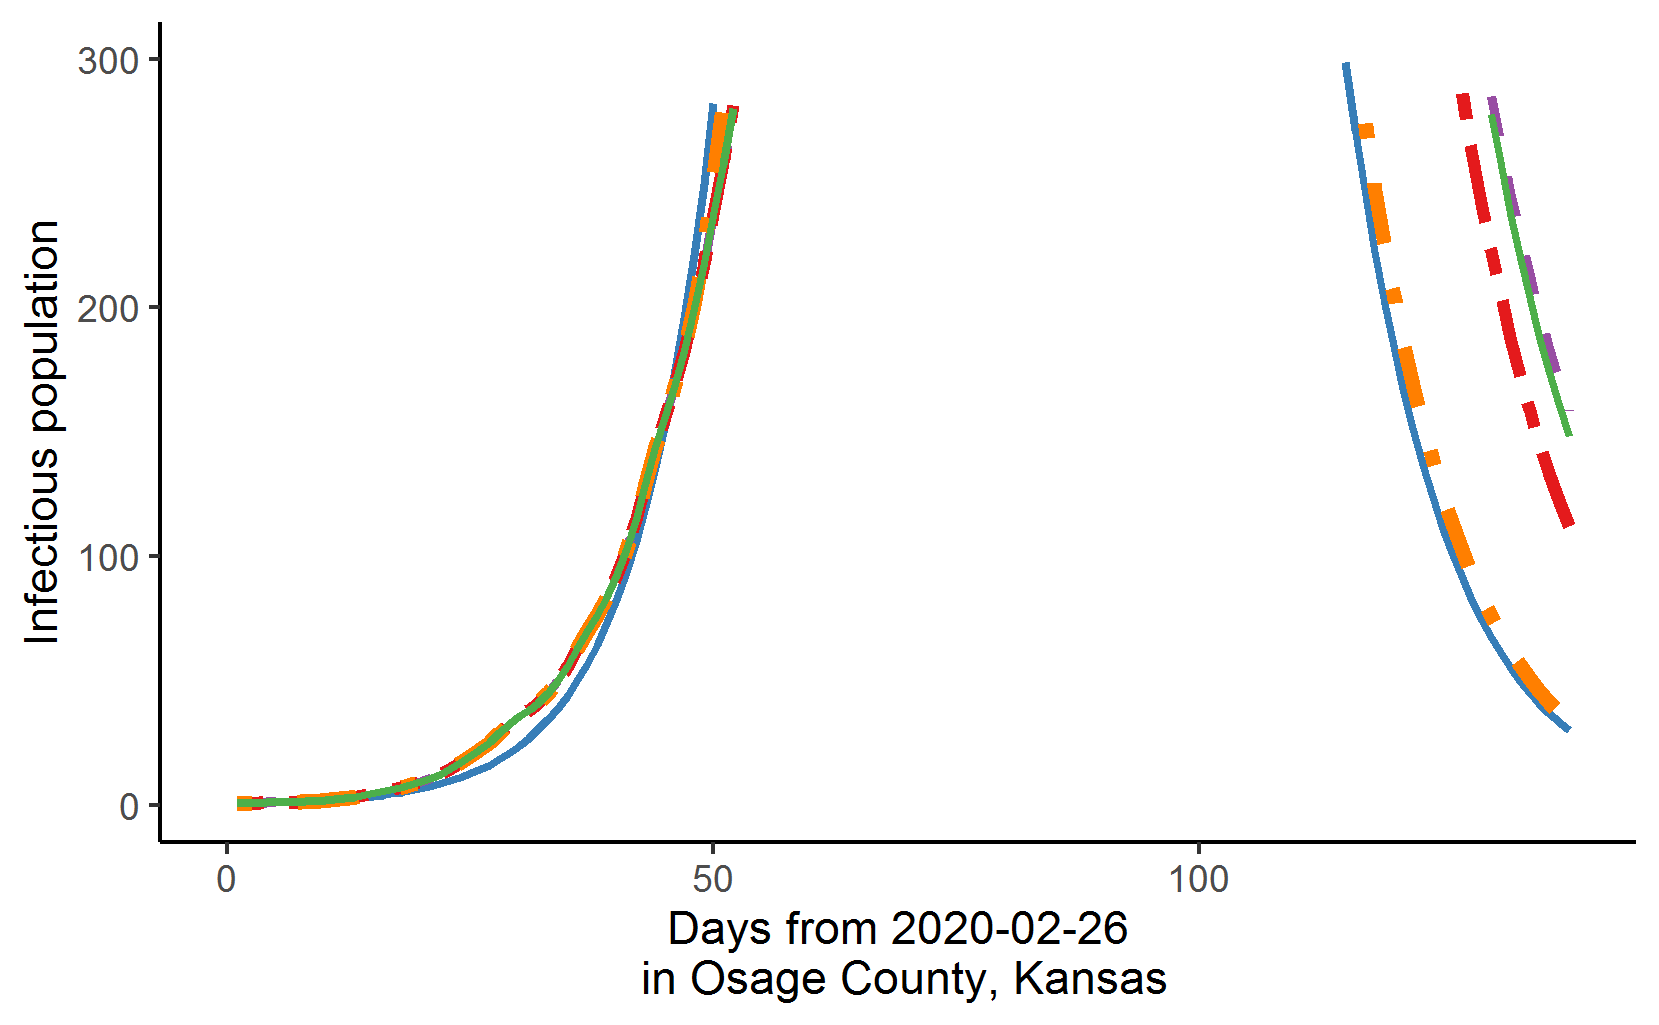 300
200
100
0
Infectious population
0 50 100
Days from 2020-02-26
in Osage County, Kansas